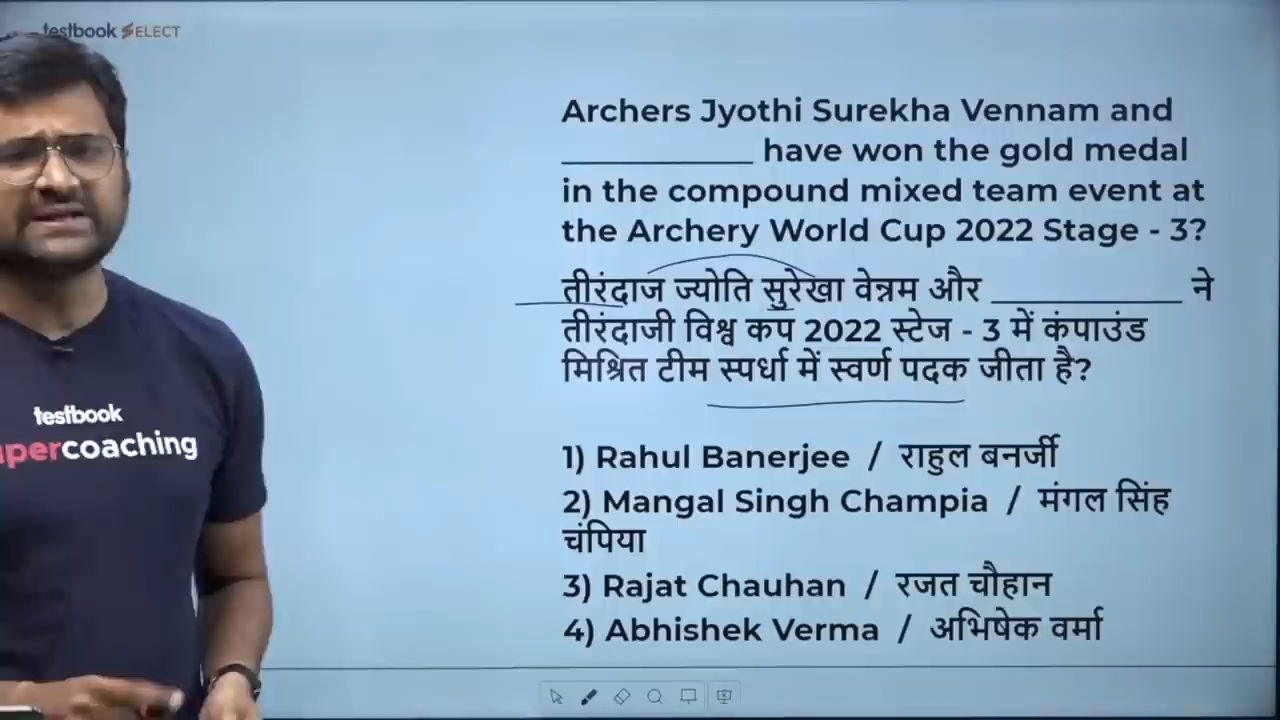 testbook SELECT
Archers Jyothi Surekha Vennam and
____________ have won the gold medal
in the compound mixed team event at
the Archery World Cup 2022 Stage - 3?
तीरंदाज ज्योति सुरेखा वेन्नम और ____________ ने
तीरंदाजी विश्व कप 2022 स्टेज - 3 में कंपाउंड
मिश्रित टीम स्पर्धा में स्वर्ण पदक जीता है?
1) Rahul Banerjee / राहुल बनर्जी
2) Mangal Singh Champia / मंगल सिंह
चंपिया
3) Rajat Chauhan / रजत चौहान
4) Abhishek Verma / अभिषेक वर्मा
testbook
upercoaching